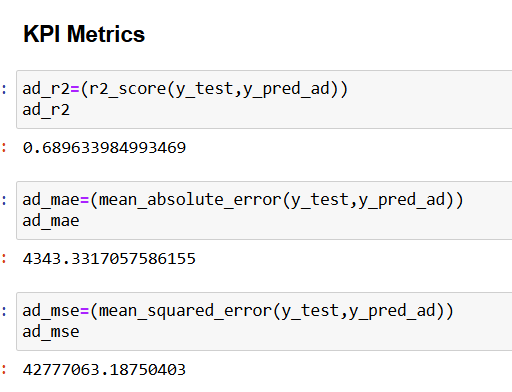 KPI Metrics
: ad_r2=(r2_score(y_test,y_pred_ad))
ad_r2
: 0.689633984993469
: ad_mae=(mean_absolute_error(y_test,y_pred_ad))
ad_mae
: 4343.3317057586155
: ad_mse=(mean_squared_error(y_test,y_pred_ad))
ad_mse
: 42777063.18750403